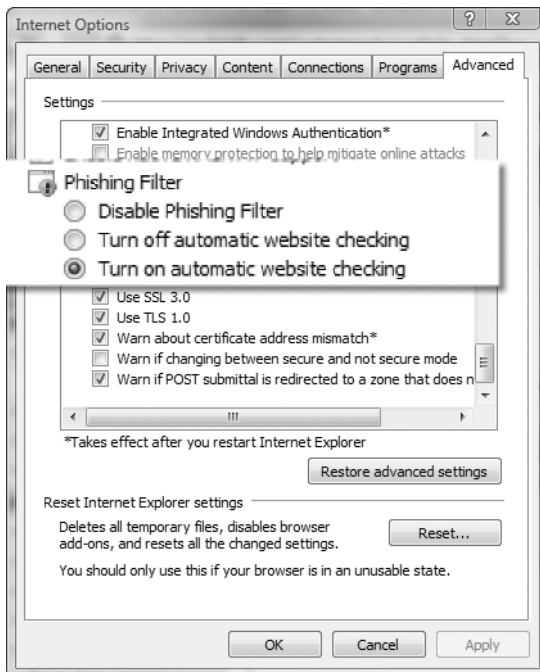 Internet Options
General Security Privacy Content Connections Programs Advanced
Settings
Enable Integrated Windows Authentication*
Enable memory protection to help mitigate online attacks
Phishing Filter
Disable Phishing Filter
Turn off automatic website checking
Turn on automatic website checking
Use SSL 3.0
Use TLS 1.0
Warn about certificate address mismatch*
Warn if changing between secure and not secure mode
Warn if POST submittal is redirected to a zone that does n
*Takes effect after you restart Internet Explorer
Restore advanced settings
Reset Internet Explorer settings
Deletes all temporary files, disables browser
add-ons, and resets all the changed settings.
Reset...
You should only use this if your browser is in an unusable state.
OK Cancel Apply